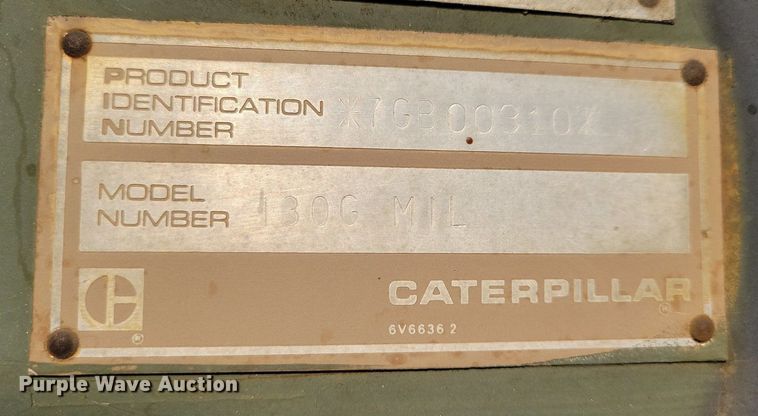 PRODUCT
IDENTIFICATION
NUMBER
*7GB00310*
MODEL
NUMBER
130G MIL
CATERPILLAR
6V6636 2
Purple Wave Auction